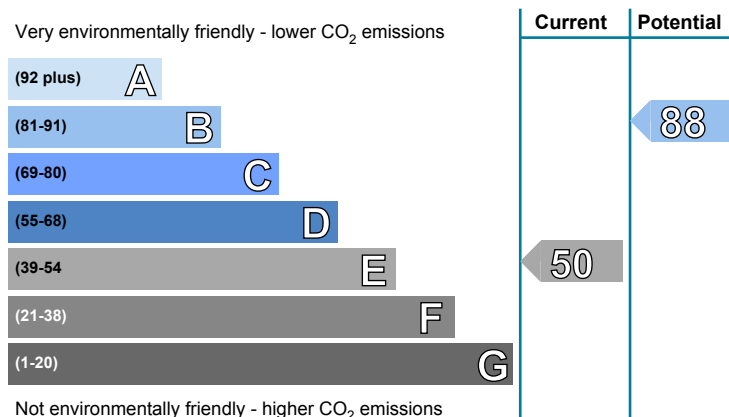 Current Potential
Very environmentally friendly - lower CO2 emissions
(92 plus) A
(81-91) B 88
(69-80) C
(55-68) D
(39-54 E 50
(21-38) F
(1-20) G
Not environmentally friendly - higher CO2 emissions